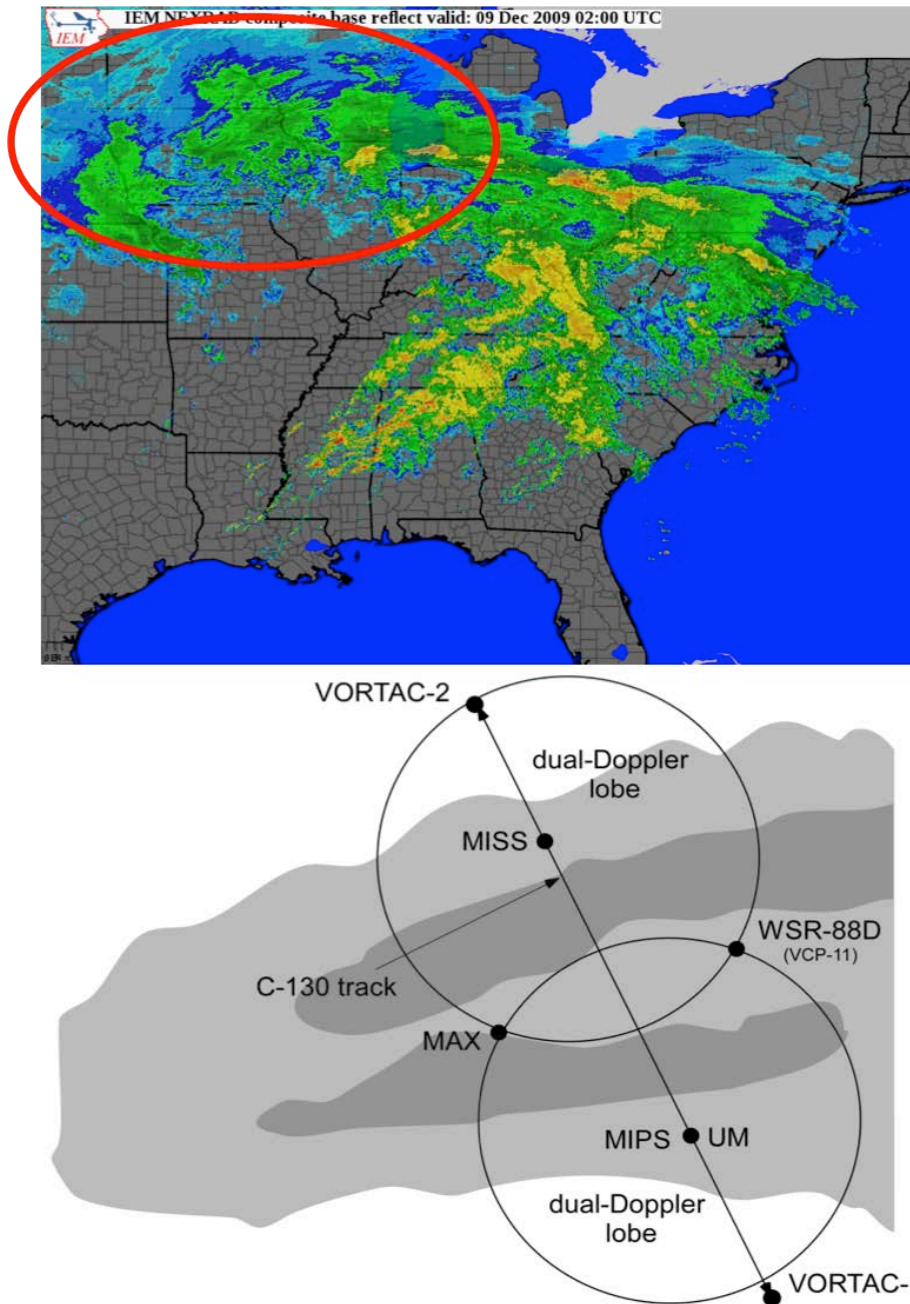 IEM NEXRAD composite base reflect valid: 09 Dec 2009 02:00 UTC
IEM
VORTAC-2
dual-Doppler
lobe
MISS
WSR-88D
(VCP-11)
C-130 track
MAX
MIPS
UM
dual-Doppler
lobe
VORTAC-